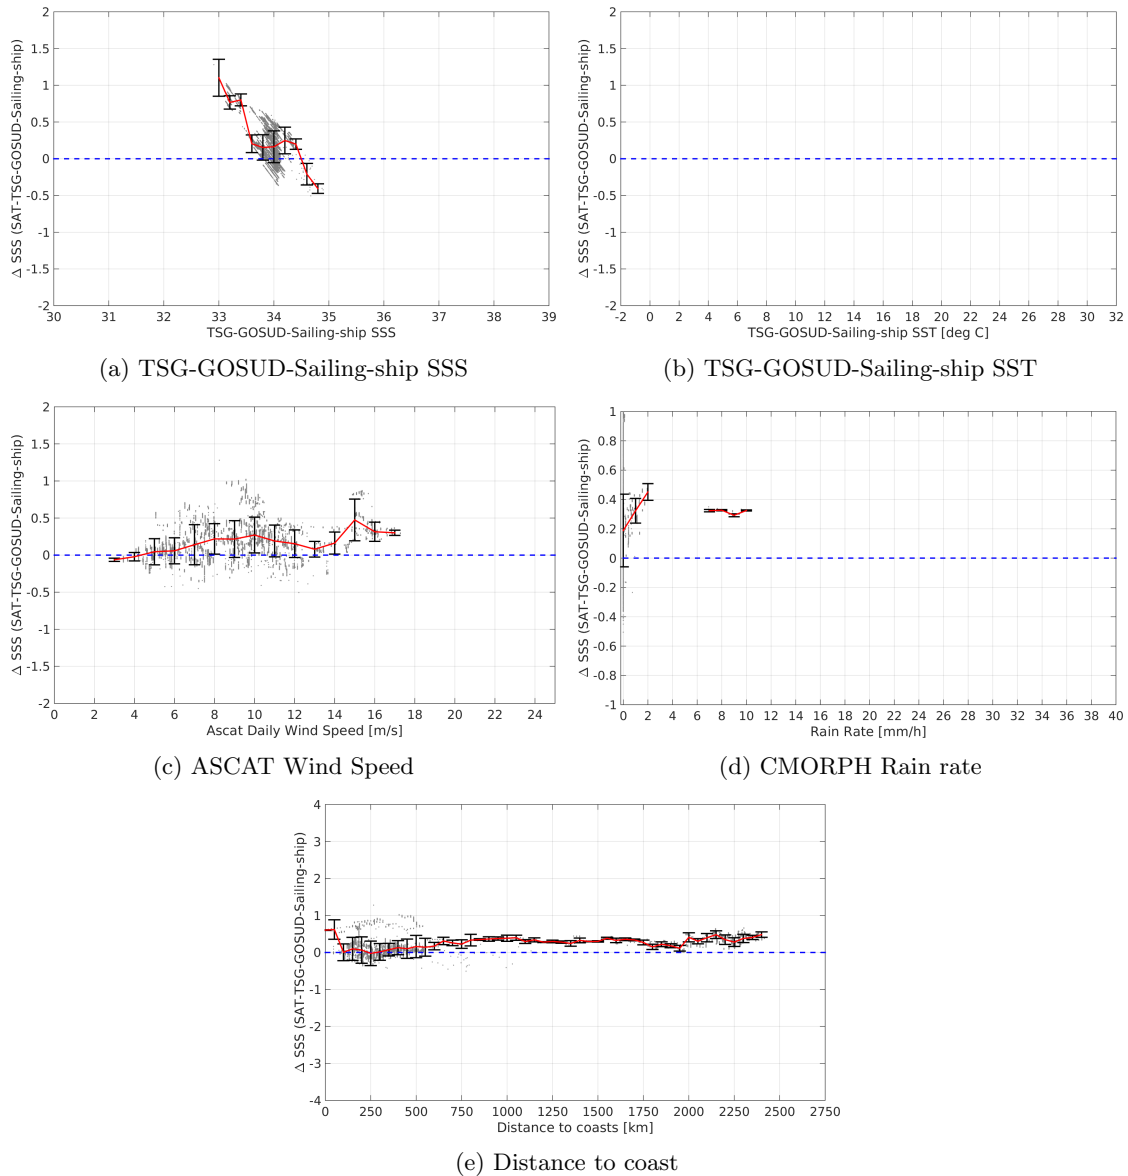 2
1.5
1
0.5
0
-0.5
-1
-1.5
-2
Δ SSS (SAT-TSG-GOSUD-Sailing-ship)
30 31 32 33 34 35 36 37 38 39
TSG-GOSUD-Sailing-ship SSS
(a) TSG-GOSUD-Sailing-ship SSS
2
1.5
1
0.5
0
-0.5
-1
-1.5
-2
Δ SSS (SAT-TSG-GOSUD-Sailing-ship)
-2 0 2 4 6 8 10 12 14 16 18 20 22 24 26 28 30 32
TSG-GOSUD-Sailing-ship SST [deg C]
(b) TSG-GOSUD-Sailing-ship SST
2
1.5
1
0.5
0
-0.5
-1
-1.5
-2
Δ SSS (SAT-TSG-GOSUD-Sailing-ship)
0 2 4 6 8 10 12 14 16 18 20 22 24
Ascat Daily Wind Speed [m/s]
(c) ASCAT Wind Speed
1
0.8
0.6
0.4
0.2
0
-0.2
-0.4
-0.6
-0.8
-1
Δ SSS (SAT-TSG-GOSUD-Sailing-ship)
0 2 4 6 8 10 12 14 16 18 20 22 24 26 28 30 32 34 36 38 40
Rain Rate [mm/h]
(d) CMORPH Rain rate
4
3
2
1
0
-1
-2
-3
-4
Δ SSS (SAT-TSG-GOSUD-Sailing-ship)
0 250 500 750 1000 1250 1500 1750 2000 2250 2500 2750
Distance to coasts [km]
(e) Distance to coast